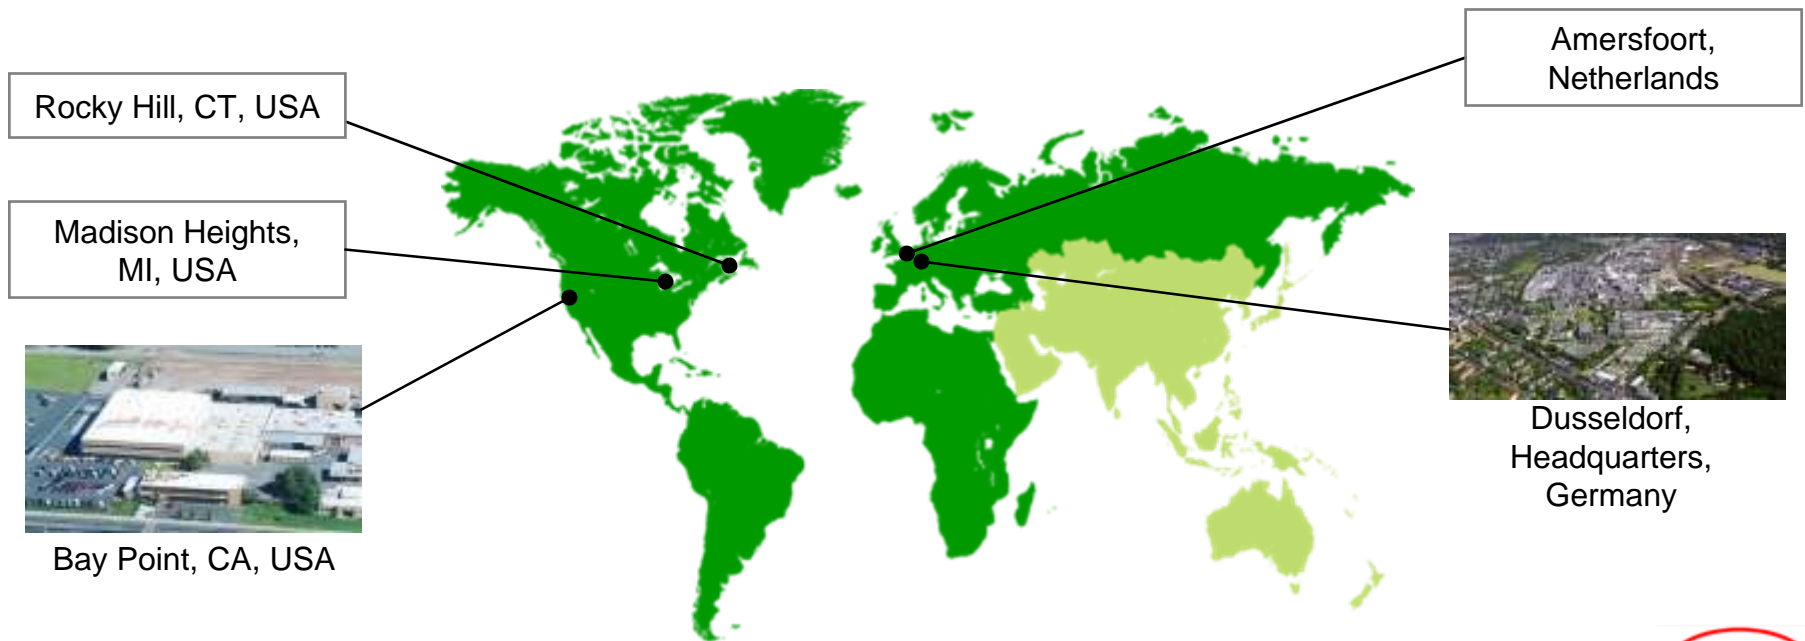 Rocky Hill, CT, USA
Madison Heights,
MI, USA
Bay Point, CA, USA
Amersfoort,
Netherlands
Dusseldorf,
Headquarters,
Germany